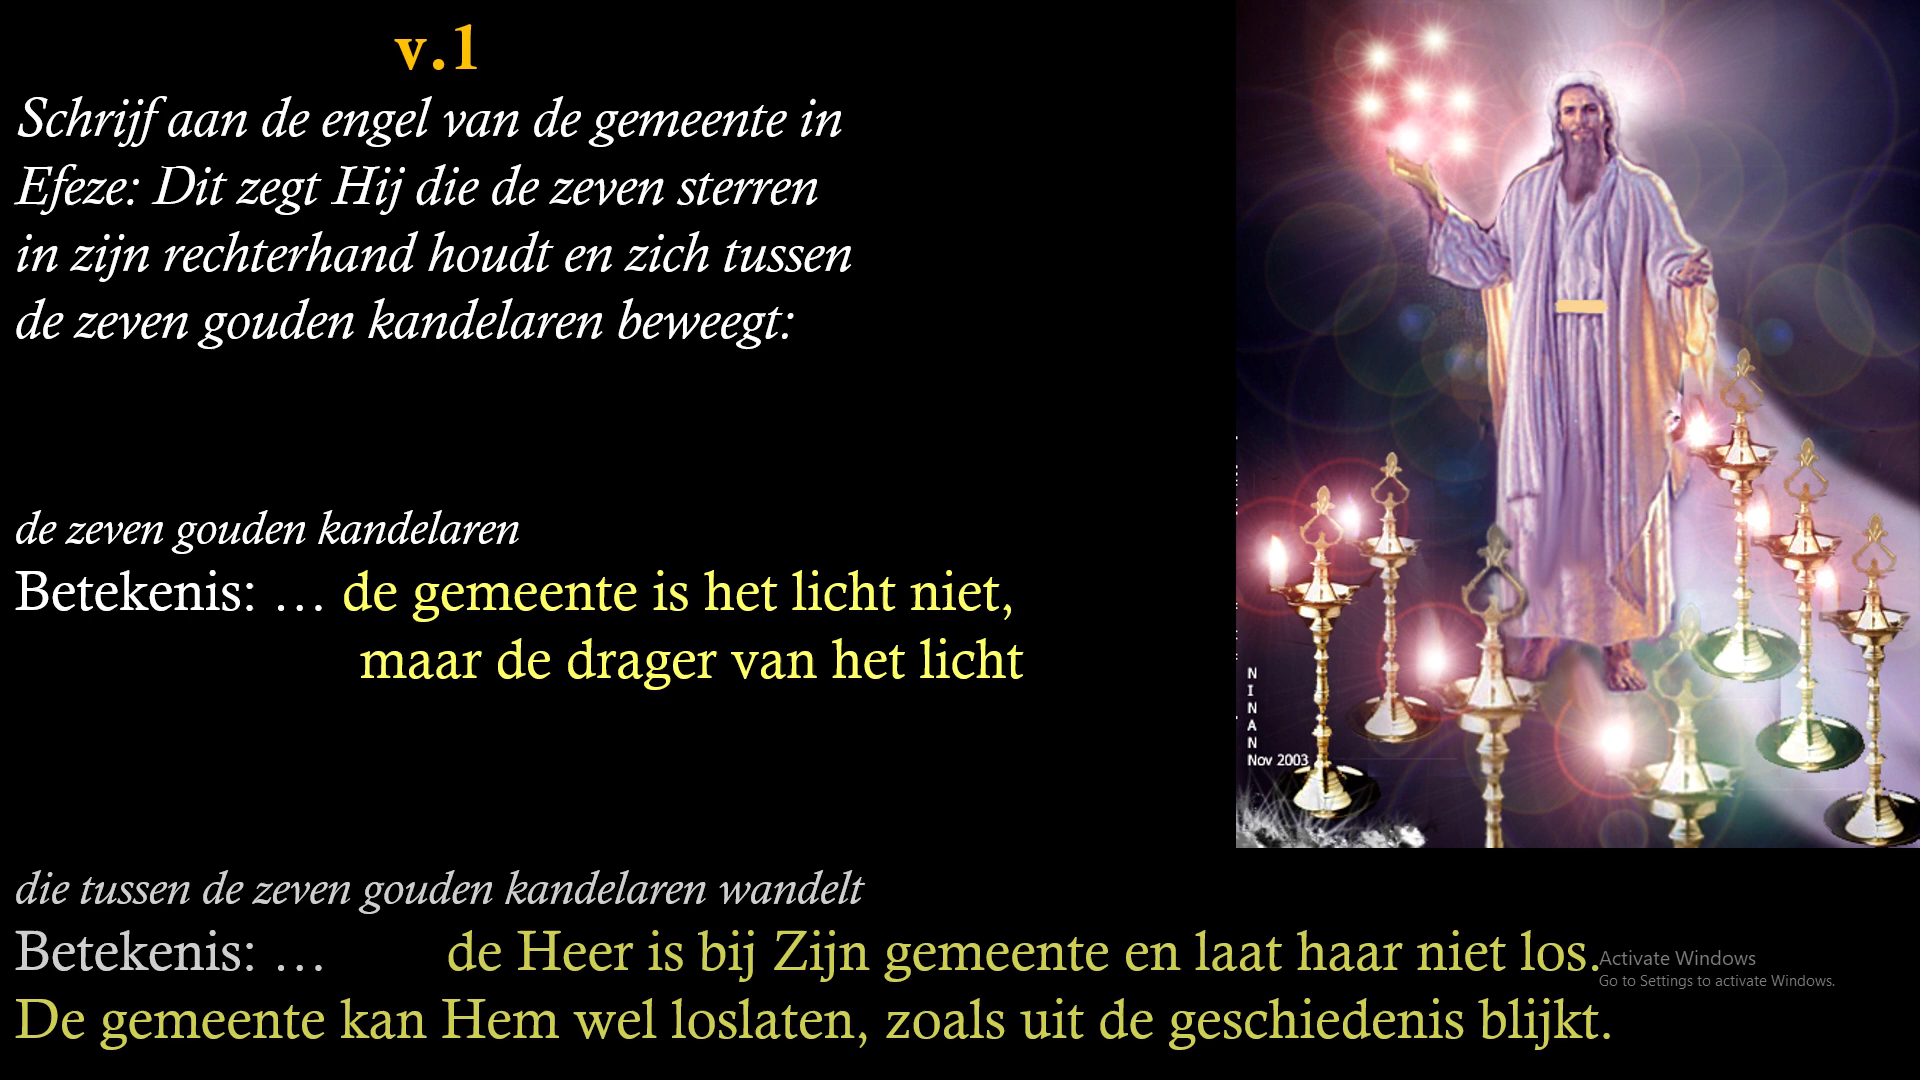 v.1
Schrijf aan de engel van de gemeente in
Efeze: Dit zegt Hij die de zeven sterren
in zijn rechterhand houdt en zich tussen
de zeven gouden kandelaren beweegt:
de zeven gouden kandelaren
Betekenis: … de gemeente is het licht niet,
maar de drager van het licht
N
I
N
A
N
Nov 2003
die tussen de zeven gouden kandelaren wandelt
Betekenis: … de Heer is bij Zijn gemeente en laat haar niet los.
De gemeente kan Hem wel loslaten, zoals uit de geschiedenis blijkt.
Activate Windows
Go to Settings to activate Windows.